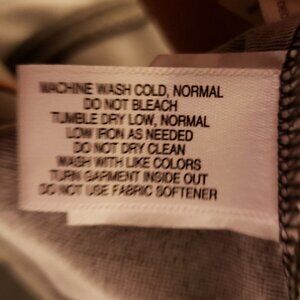 MACHINE WASH COLD, NORMAL
DO NOT BLEACH
TUMBLE DRY LOW, NORMAL
LOW IRON AS NEEDED
DO NOT DRY CLEAN
WASH WITH LIKE COLORS
TURN GARMENT INSIDE OUT
DO NOT USE FABRIC SOFTENER